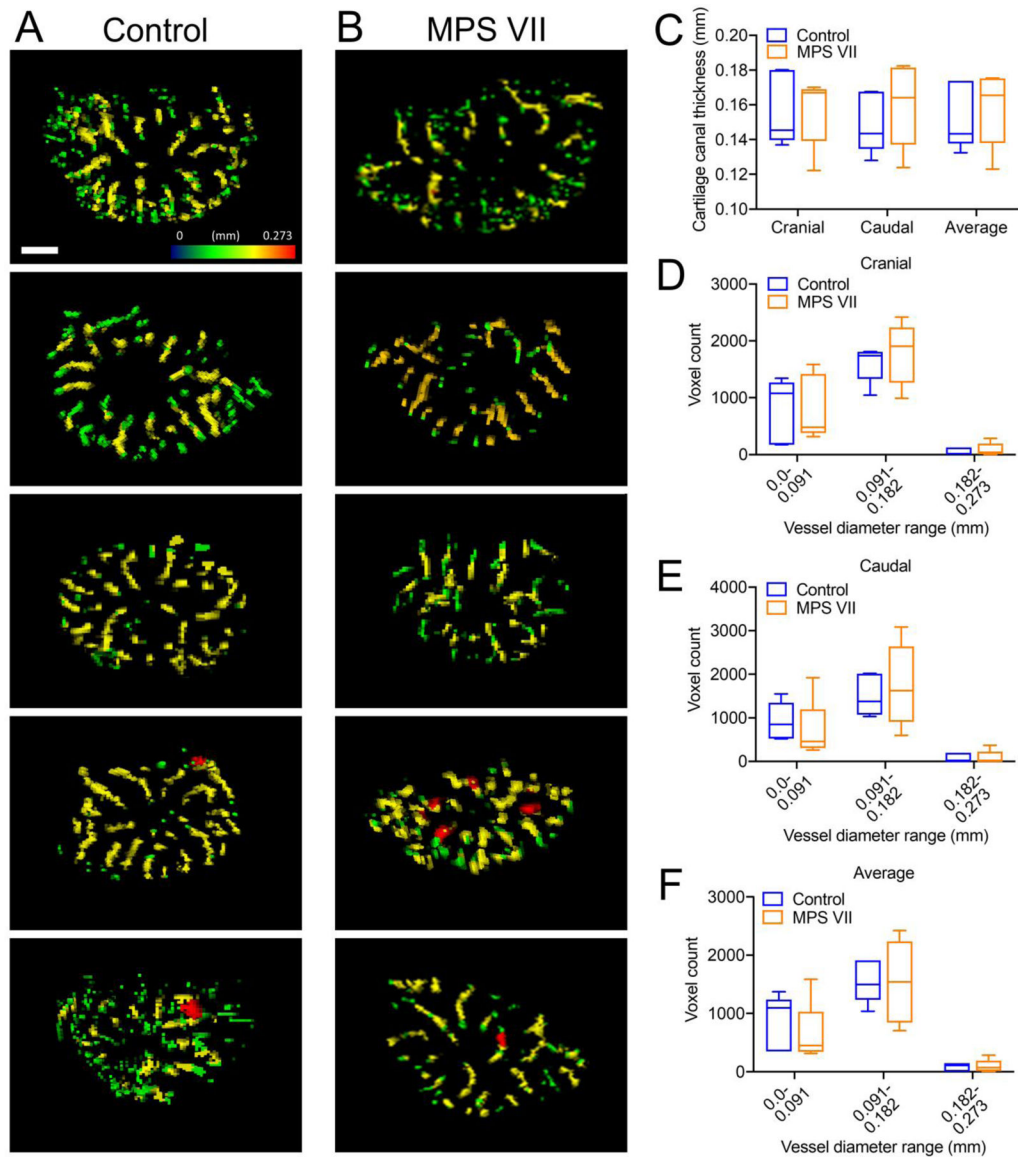 A Control
B MPS VII
0 (mm) 0.273
C
Control
MPS VII
Cartilage canal thickness (mm)
0.20
0.18
0.16
0.14
0.12
0.10
Cranial Caudal Average
D
Cranial
Control
MPS VII
Voxel count
3000
2000
1000
0
0.0-
0.091
0.091-
0.182
0.182-
0.273
Vessel diameter range (mm)
E
Caudal
Control
MPS VII
Voxel count
4000
3000
2000
1000
0
0.0-
0.091
0.091-
0.182
0.182-
0.273
Vessel diameter range (mm)
F
Average
Control
MPS VII
Voxel count
3000
2000
1000
0
0.0-
0.091
0.091-
0.182
0.182-
0.273
Vessel diameter range (mm)